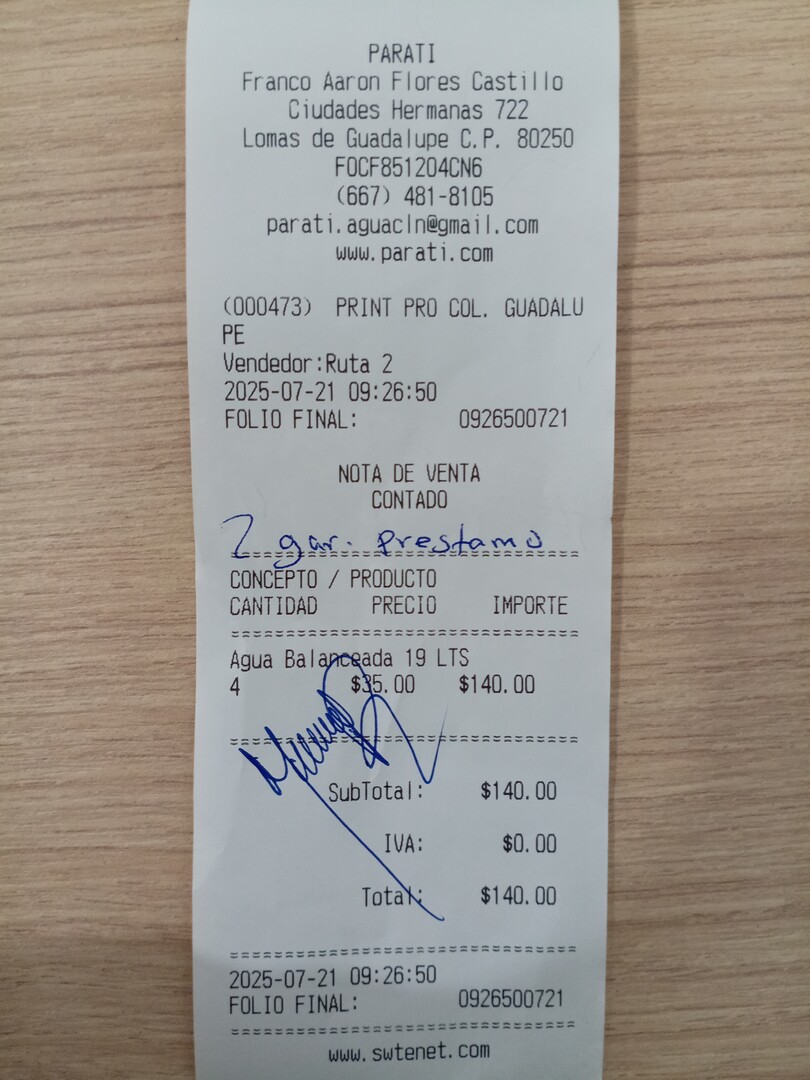 PARATI
Franco Aaron Flores Castillo
Ciudades Hermanas 722
Lomas de Guadalupe C.P. 80250
FOCF851204CN6
(667) 481-8105
parati.aguacln@gmail.com
www.parati.com
(000473) PRINT PRO COL. GUADALU
PE
Vendedor:Ruta 2
2025-07-21 09:26:50
FOLIO FINAL: 0926500721
NOTA DE VENTA
CONTADO
2 gar. prestamo
CONCEPTO / PRODUCTO
CANTIDAD PRECIO IMPORTE
Agua Balanceada 19 LTS
4 $35.00 $140.00
SubTotal: $140.00
IVA: $0.00
Total: $140.00
2025-07-21 09:26:50
FOLIO FINAL: 0926500721
www.swtenet.com